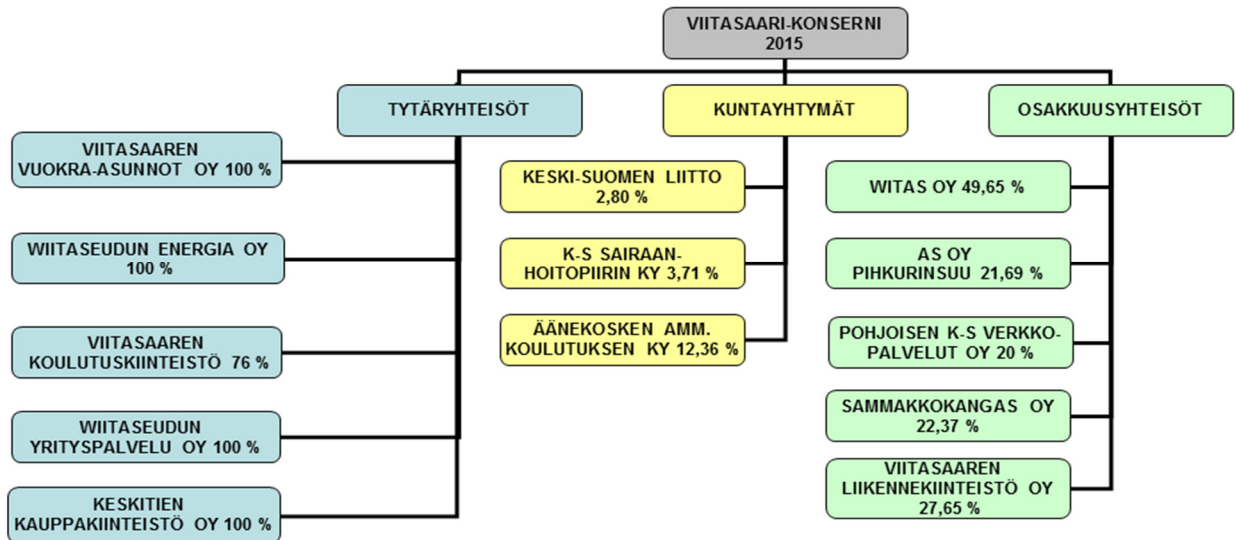 VIITASAARI-KONSERNI
2015
TYTÄRYHTEISÖT
VIITASAAREN
VUOKRA-ASUNNOT OY 100 %
WIITASEUDUN ENERGIA OY
100 %
VIITASAAREN
KOULUTUSKIINTEISTÖ 76 %
WIITASEUDUN
YRITYSPALVELU OY 100 %
KESKITIEN
KAUPPAKIINTEISTÖ OY 100 %
KUNTAYHTYMÄT
KESKI-SUOMEN LIITTO
2,80 %
K-S SAIRAAN-
HOITOPIIRIN KY 3,71 %
ÄÄNEKOSKEN AMM.
KOULUTUKSEN KY 12,36 %
OSAKKUUSYHTEISÖT
WITAS OY 49,65 %
AS OY
PIHKURINSUU 21,69 %
POHJOISEN K-S VERKKO-
PALVELUT OY 20 %
SAMMAKKOKANGAS OY
22,37 %
VIITASAAREN
LIIKENNEKIINTEISTÖ OY
27,65 %